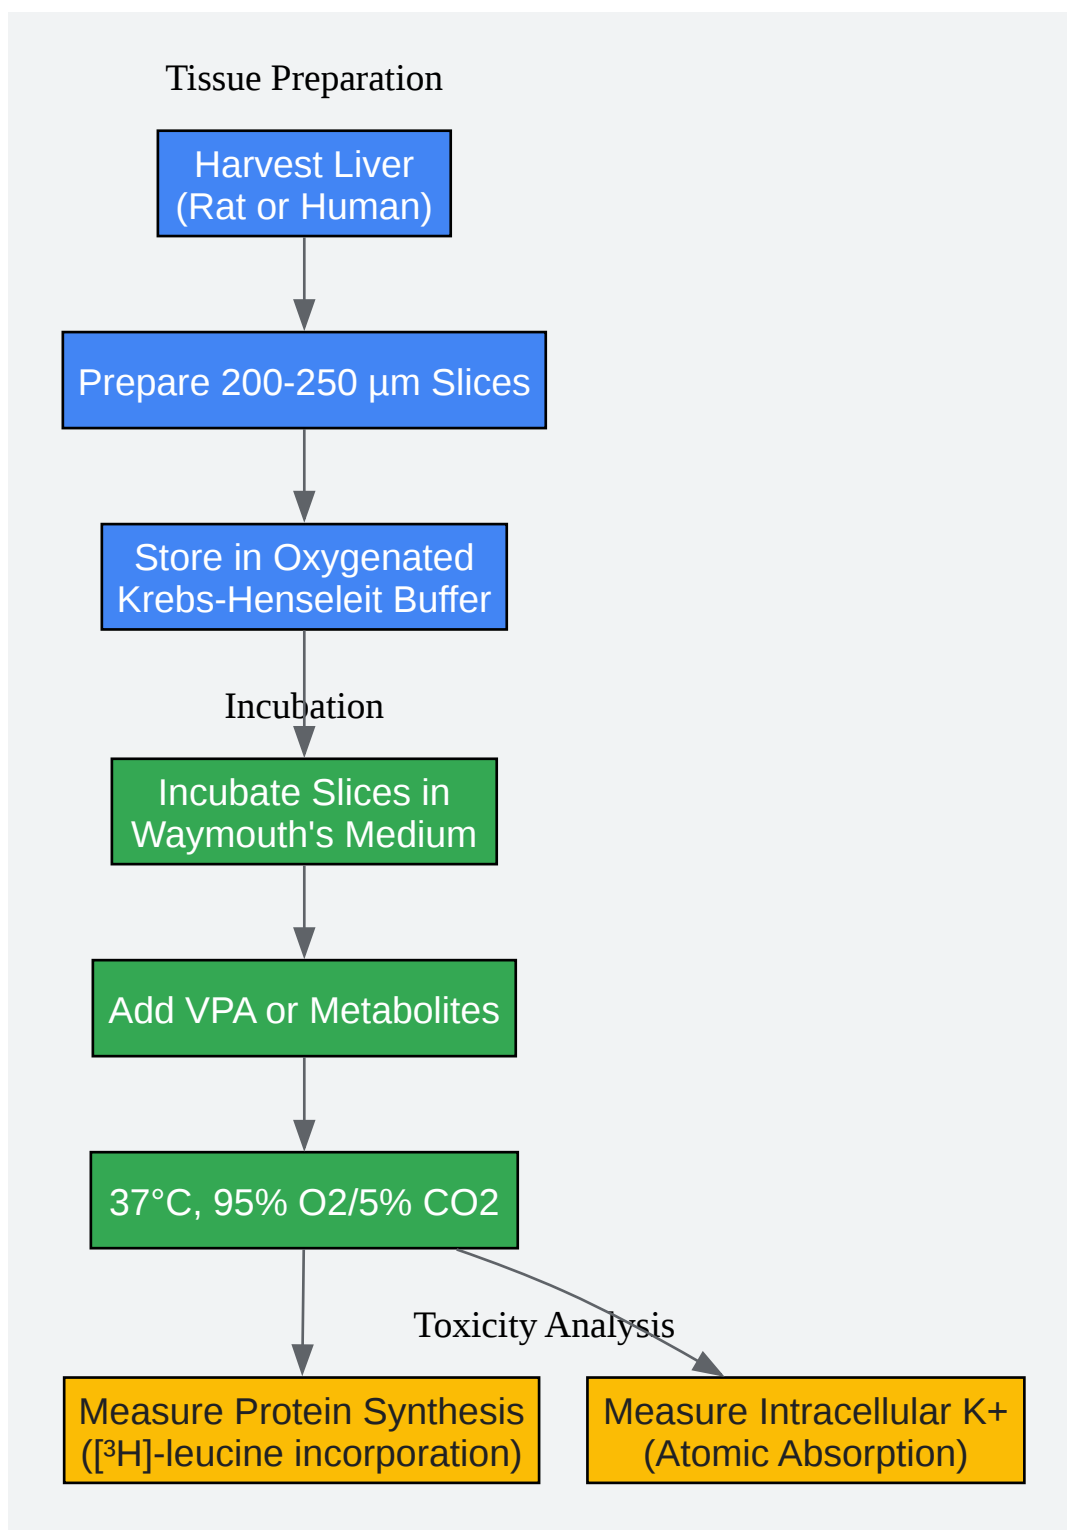 Tissue Preparation
Harvest Liver
(Rat or Human)
Prepare 200-250 µm Slices
Store in Oxygenated
Krebs-Henseleit Buffer
Incubation
Incubate Slices in
Waymouth's Medium
Add VPA or Metabolites
37°C, 95% O2/5% CO2
Toxicity Analysis
Measure Protein Synthesis
([³H]-leucine incorporation)
Measure Intracellular K+
(Atomic Absorption)